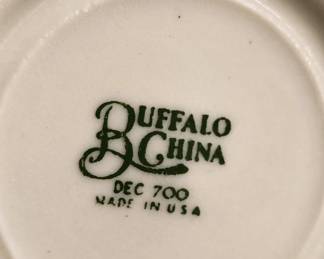 BUFFALO
CHINA
DEC 700
MADE IN USA